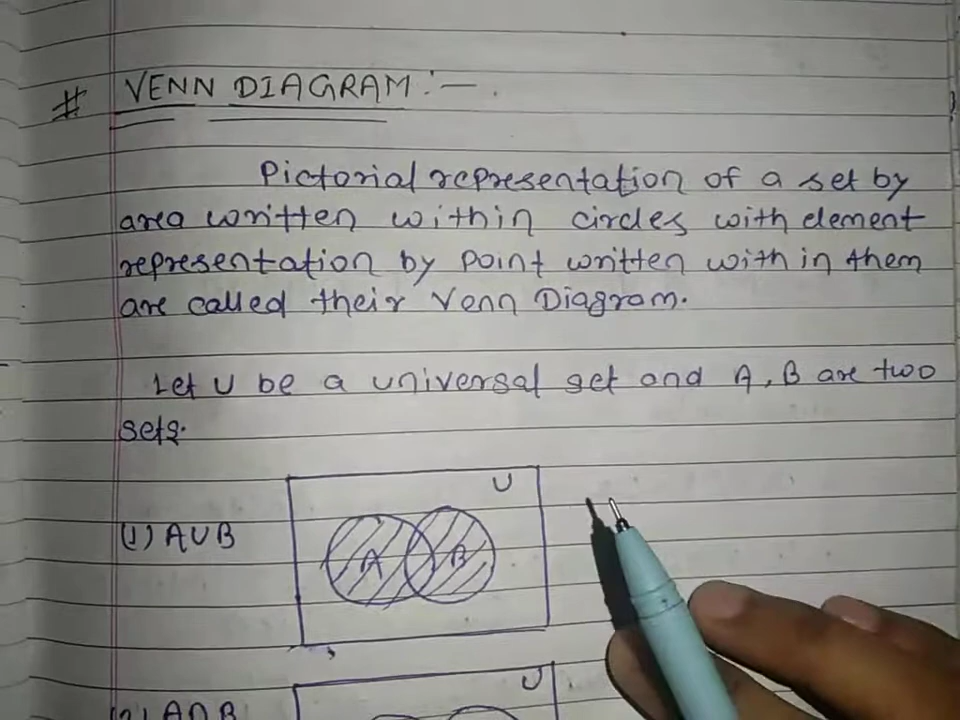 # VENN DIAGRAM :-
Pictorial representation of a set by
area written within circles with element
representation by point written with in them
are called their Venn Diagram.
Let U be a universal set and A, B are two
sets.
U
(1) A∪B
A B
U
(2) A∩B